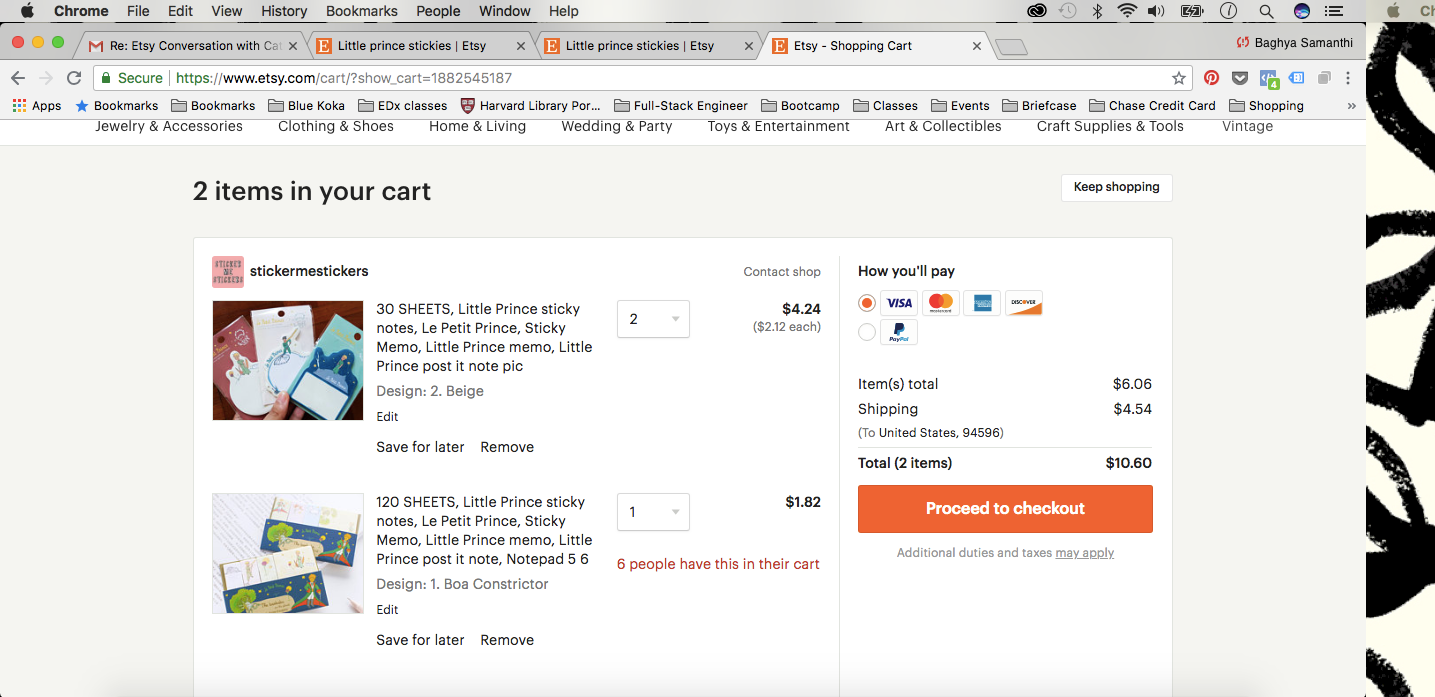 Chrome File Edit View History Bookmarks People Window Help
Re: Etsy Conversation with Ca
Little prince stickies | Etsy
Little prince stickies | Etsy
Etsy - Shopping Cart
Baghya Samanthi
Secure https://www.etsy.com/cart/?show_cart=1882545187
4
Apps Bookmarks Bookmarks Blue Koka EDx classes Harvard Library Por... Full-Stack Engineer Bootcamp Classes Events Briefcase Chase Credit Card Shopping »
Jewelry & Accessories Clothing & Shoes Home & Living Wedding & Party Toys & Entertainment Art & Collectibles Craft Supplies & Tools Vintage
2 items in your cart
Keep shopping
STICKER ME STICKERS
stickermestickers
Contact shop
30 SHEETS, Little Prince sticky
notes, Le Petit Prince, Sticky
Memo, Little Prince memo, Little
Prince post it note pic
Design: 2. Beige
Edit
Save for later Remove
2
$4.24
($2.12 each)
120 SHEETS, Little Prince sticky
notes, Le Petit Prince, Sticky
Memo, Little Prince memo, Little
Prince post it note, Notepad 5 6
Design: 1. Boa Constrictor
Edit
Save for later Remove
1
$1.82
6 people have this in their cart
How you'll pay
VISA mastercard DISCOVER
PayPal
Item(s) total $6.06
Shipping $4.54
(To United States, 94596)
Total (2 items) $10.60
Proceed to checkout
Additional duties and taxes may apply